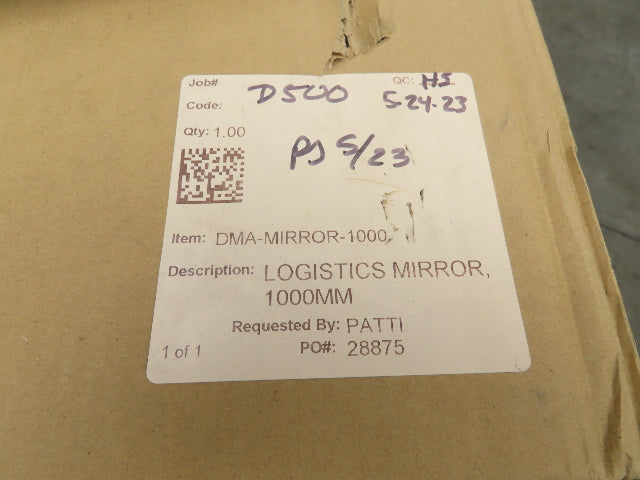 Job#
Code: D500
QC: HI
5-24-23
Qty: 1.00
PJ 5/23
Item: DMA-MIRROR-1000
Description: LOGISTICS MIRROR,
1000MM
Requested By: PATTI
1 of 1 PO#: 28875